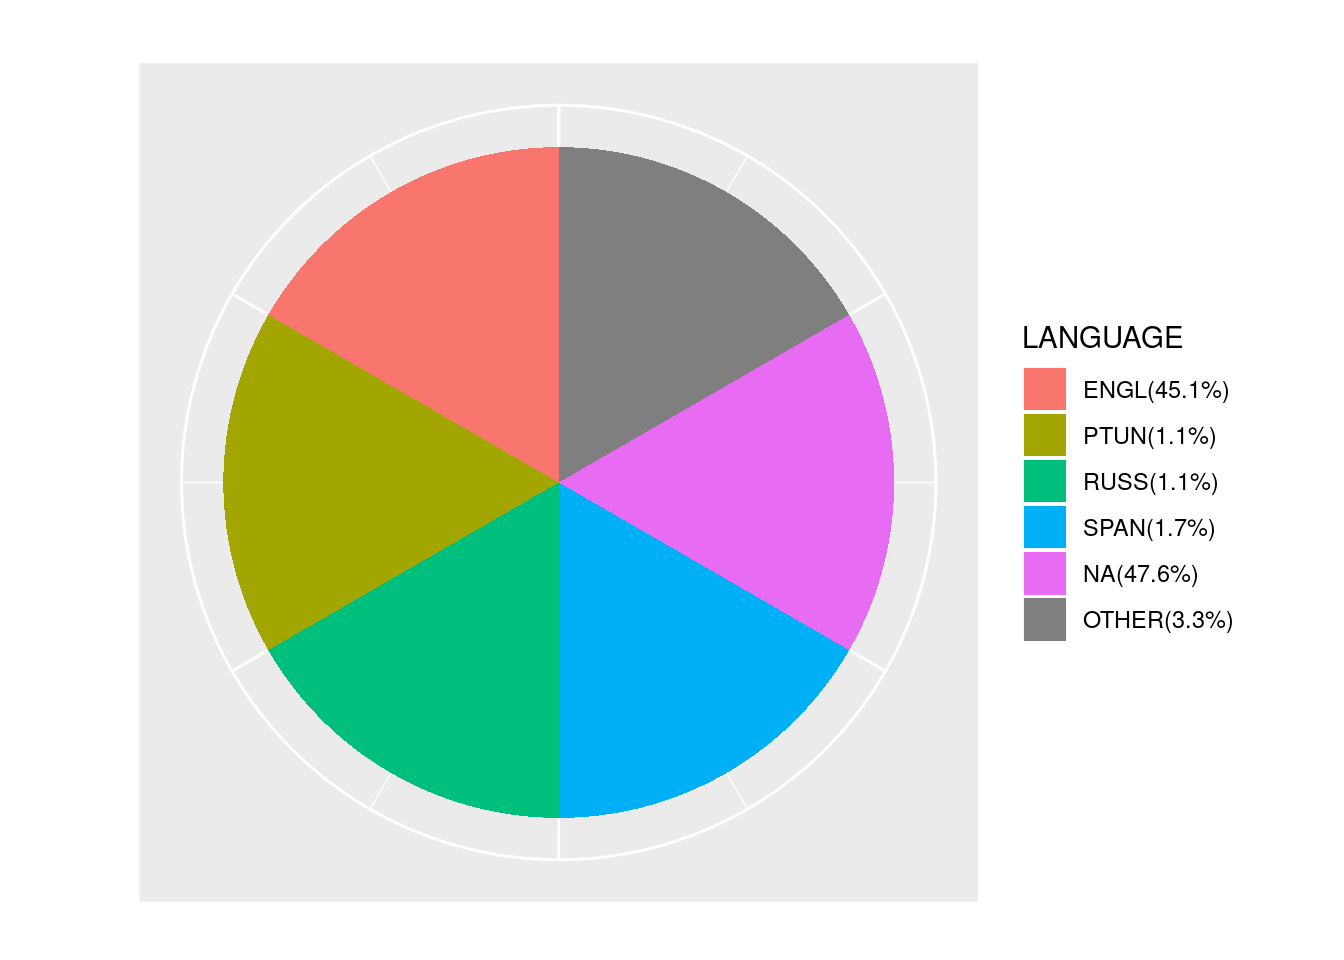 LANGUAGE
ENGL(45.1%)
PTUN(1.1%)
RUSS(1.1%)
SPAN(1.7%)
NA(47.6%)
OTHER(3.3%)